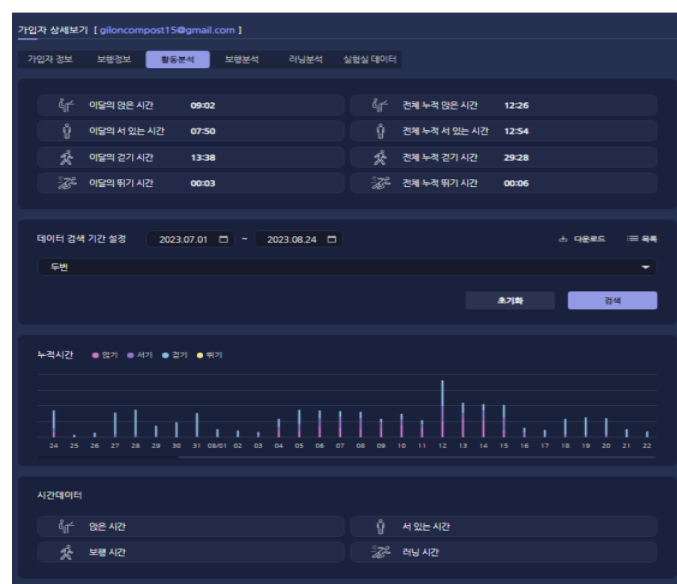 가입자 상세보기 [ giloncompost15@gmail.com ]
가입자 정보 보행정보 활동분석 보행분석 러닝분석 실험실 데이터
이달의 앉은 시간 09:02 전체 누적 앉은 시간 12:26
이달의 서 있는 시간 07:50 전체 누적 서 있는 시간 12:54
이달의 걷기 시간 13:38 전체 누적 걷기 시간 29:28
이달의 뛰기 시간 00:03 전체 누적 뛰기 시간 00:06
데이터 검색 기간 설정 2023.07.01 ~ 2023.08.24 다운로드 목록
두번
초기화 검색
누적시간 앉기 서기 걷기 뛰기
24 25 26 27 28 29 30 31 08/01 02 03 04 05 06 07 08 09 10 11 12 13 14 15 16 17 18 19 20 21 22
시간데이터
앉은 시간 서 있는 시간
보행 시간 러닝 시간